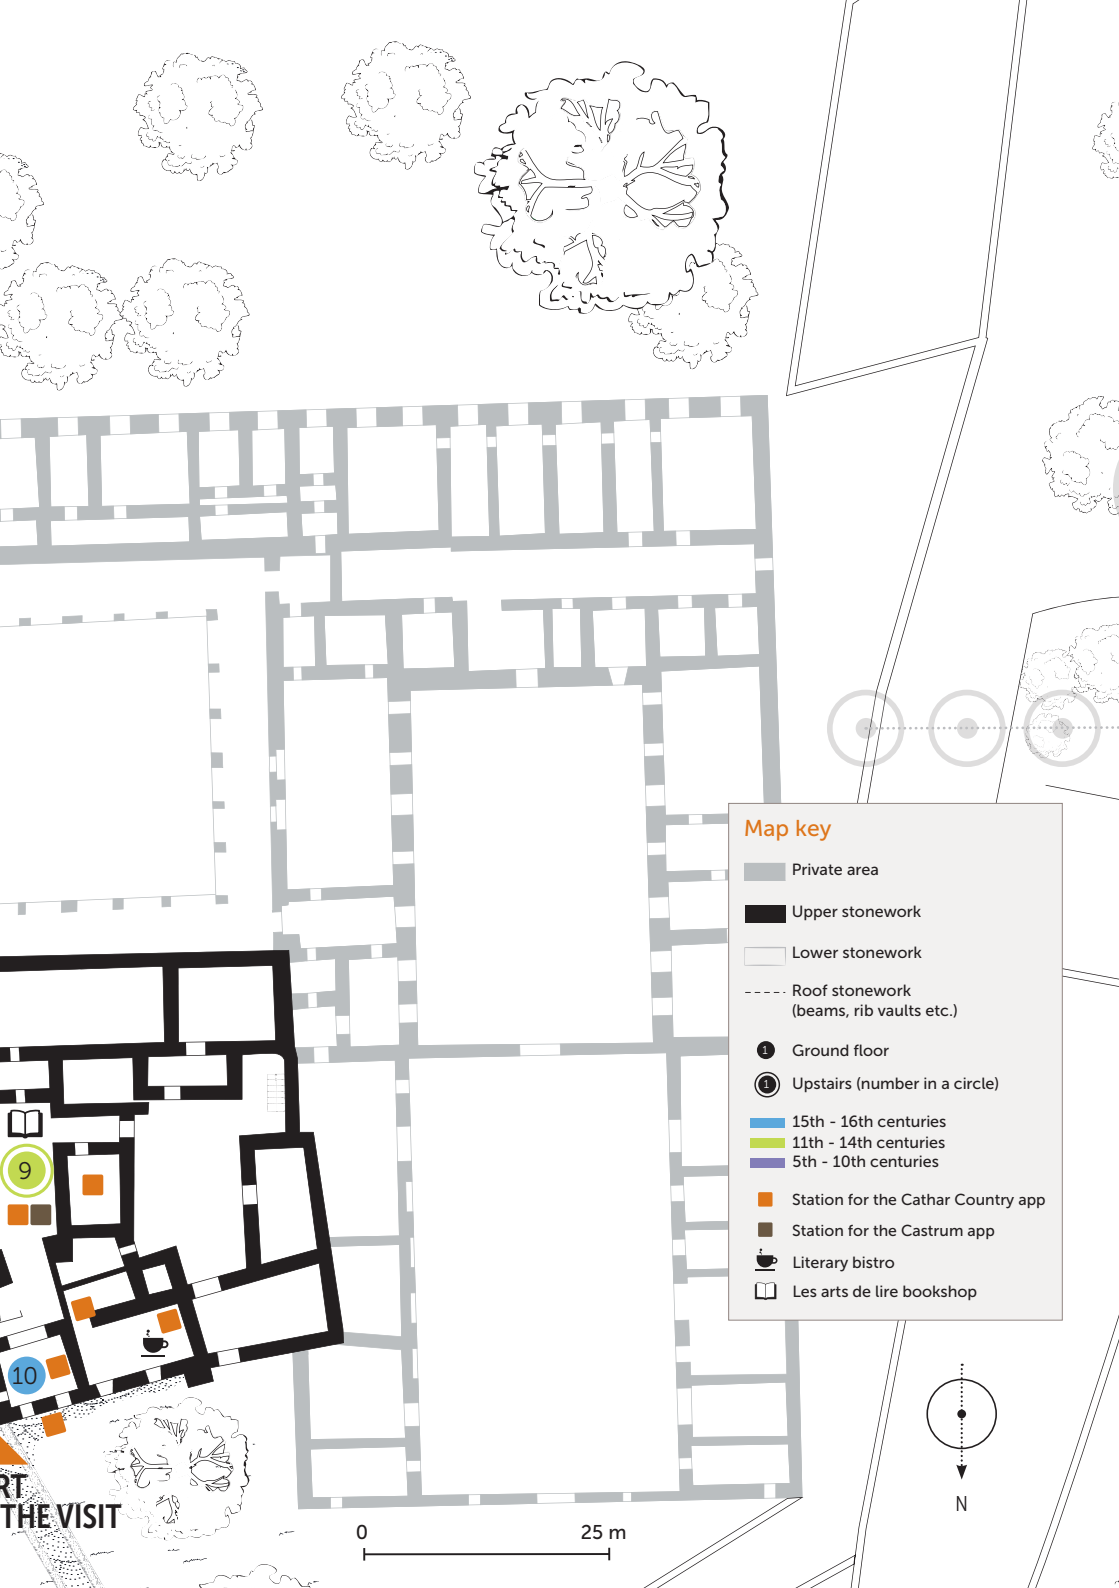 Map key
Private area
Upper stonework
Lower stonework
Roof stonework
(beams, rib vaults etc.)
1 Ground floor
1 Upstairs (number in a circle)
15th - 16th centuries
11th - 14th centuries
5th - 10th centuries
Station for the Cathar Country app
Station for the Castrum app
Literary bistro
Les arts de lire bookshop
9
10
RT
THE VISIT
0 25 m
N